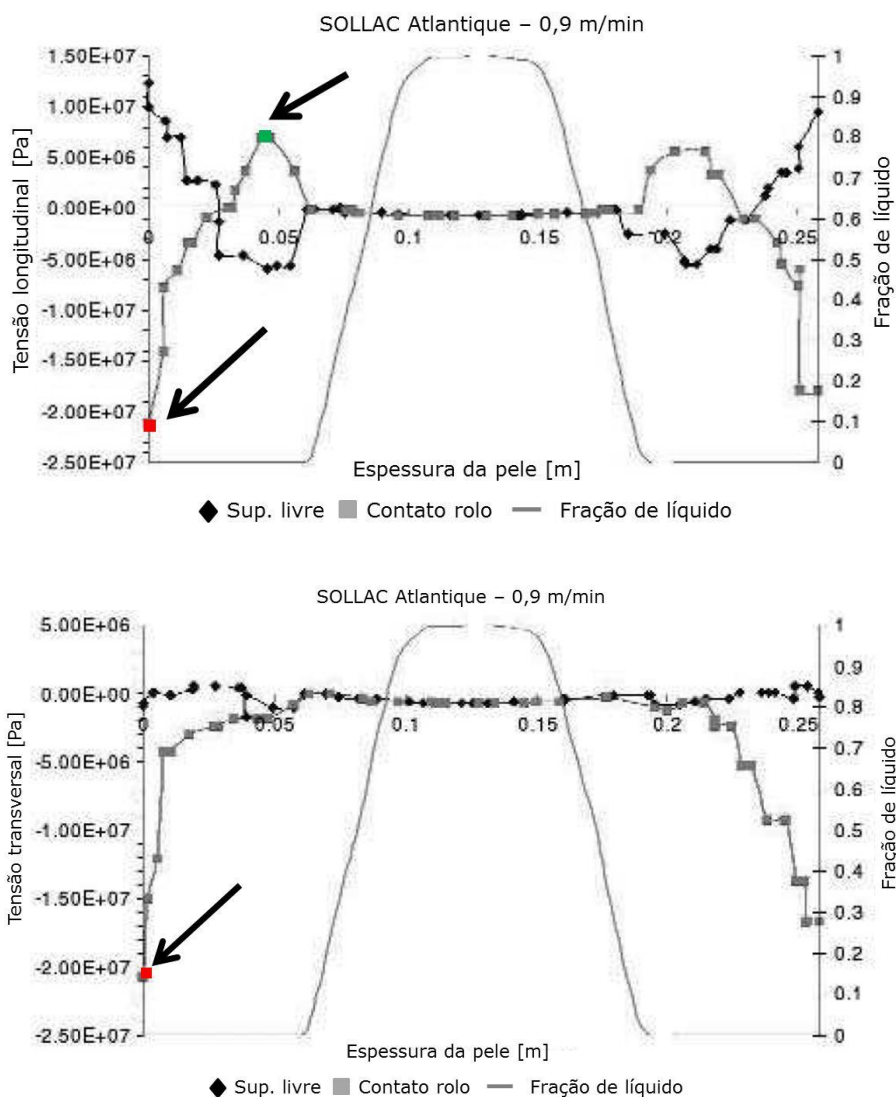 SOLLAC Atlantique – 0,9 m/min
Tensão longitudinal [Pa]
1.50E+07
1.00E+07
5.00E+06
0.00E+00
-5.00E+06
-1.00E+07
-1.50E+07
-2.00E+07
-2.50E+07
0 0.05 0.1 0.15 0.2 0.25
1
0.9
0.8
0.7
0.6
0.5
0.4
0.3
0.2
0.1
0
Fração de líquido
Espessura da pele [m]
Sup. livre Contato rolo Fração de líquido
SOLLAC Atlantique – 0,9 m/min
Tensão transversal [Pa]
5.00E+06
0.00E+00
-5.00E+06
-1.00E+07
-1.50E+07
-2.00E+07
-2.50E+07
0 0.05 0.1 0.15 0.2 0.25
1
0.9
0.8
0.7
0.6
0.5
0.4
0.3
0.2
0.1
0
Fração de líquido
Espessura da pele [m]
Sup. livre Contato rolo Fração de líquido